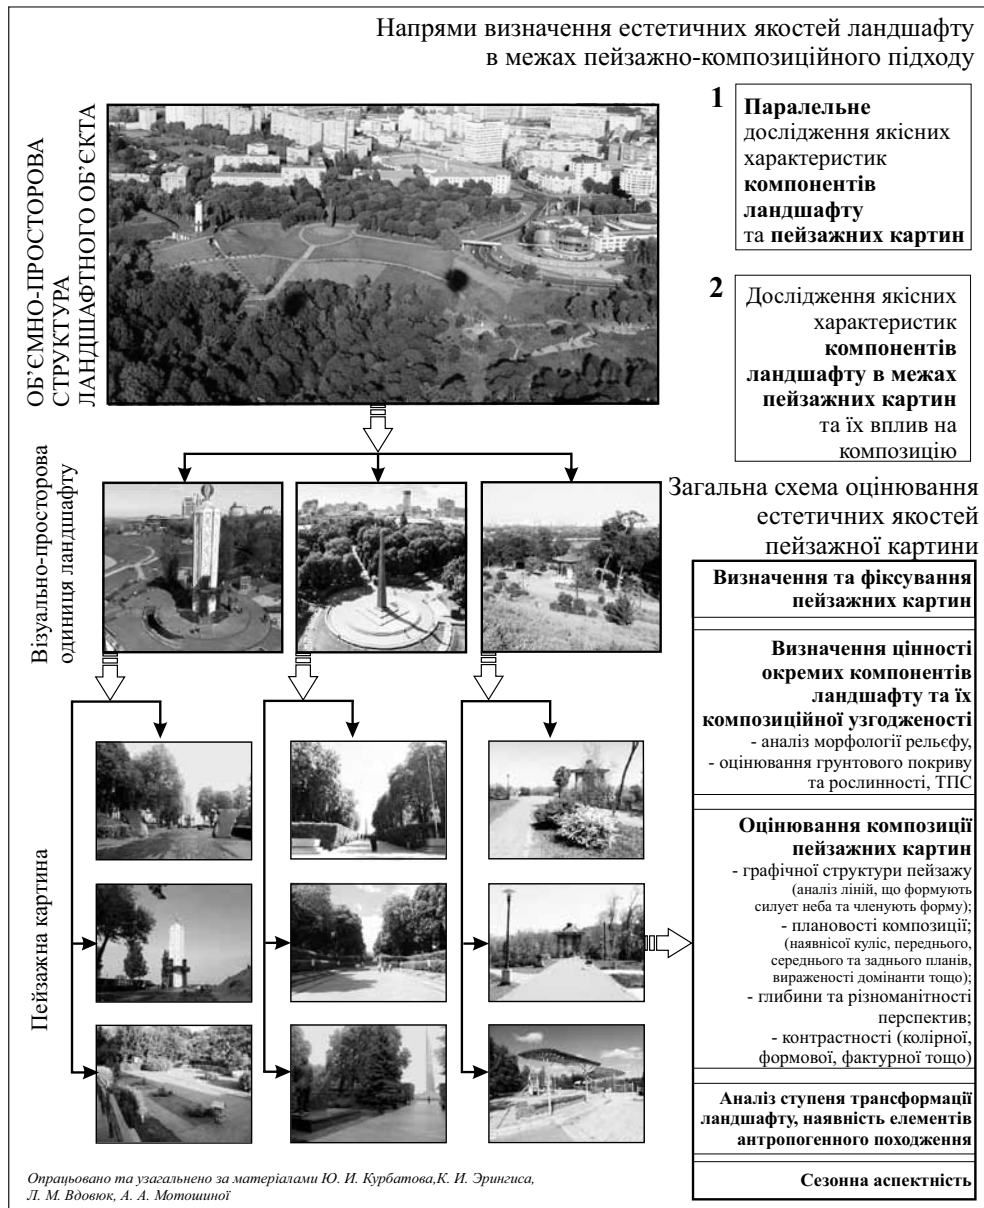 Напрями визначення естетичних якостей ландшафту
в межах пейзажно-композиційного підходу
ОБ’ЄМНО-ПРОСТОРОВА
СТРУКТУРА
ЛАНДШАФТНОГО ОБ’ЄКТА
1
Паралельне
дослідження якісних
характеристик
компонентів
ландшафту
та пейзажних картин
2
Дослідження якісних
характеристик
компонентів
ландшафту в межах
пейзажних картин
та їх вплив на
композицію
Візуально-просторова
одиниця ландшафту
Загальна схема оцінювання
естетичних якостей
пейзажної картини
Визначення та фіксування
пейзажних картин
Визначення цінності
окремих компонентів
ландшафту та їх
композиційної узгодженості
- аналіз морфології рельєфу,
- оцінювання грунтового покриву
та рослинності, ТПС
Оцінювання композиції
пейзажних картин
- графічної структури пейзажу
(аналіз ліній, що формують
силует неба та членують форму);
- плановості композиції;
(наявнісої куліс, переднього,
середнього та заднього планів,
вираженості домінанти тощо);
- глибини та різноманітності
перспектив;
- контрастності (колірної,
формової, фактурної тощо)
Аналіз ступеня трансформації
ландшафту, наявність елементів
антропогенного походження
Сезонна аспектність
Пейзажна картина
Опрацьовано та узагальнено за матеріалами Ю. И. Курбатова,К. И. Эрингиса,
Л. М. Вдовюк, А. А. Мотошиної